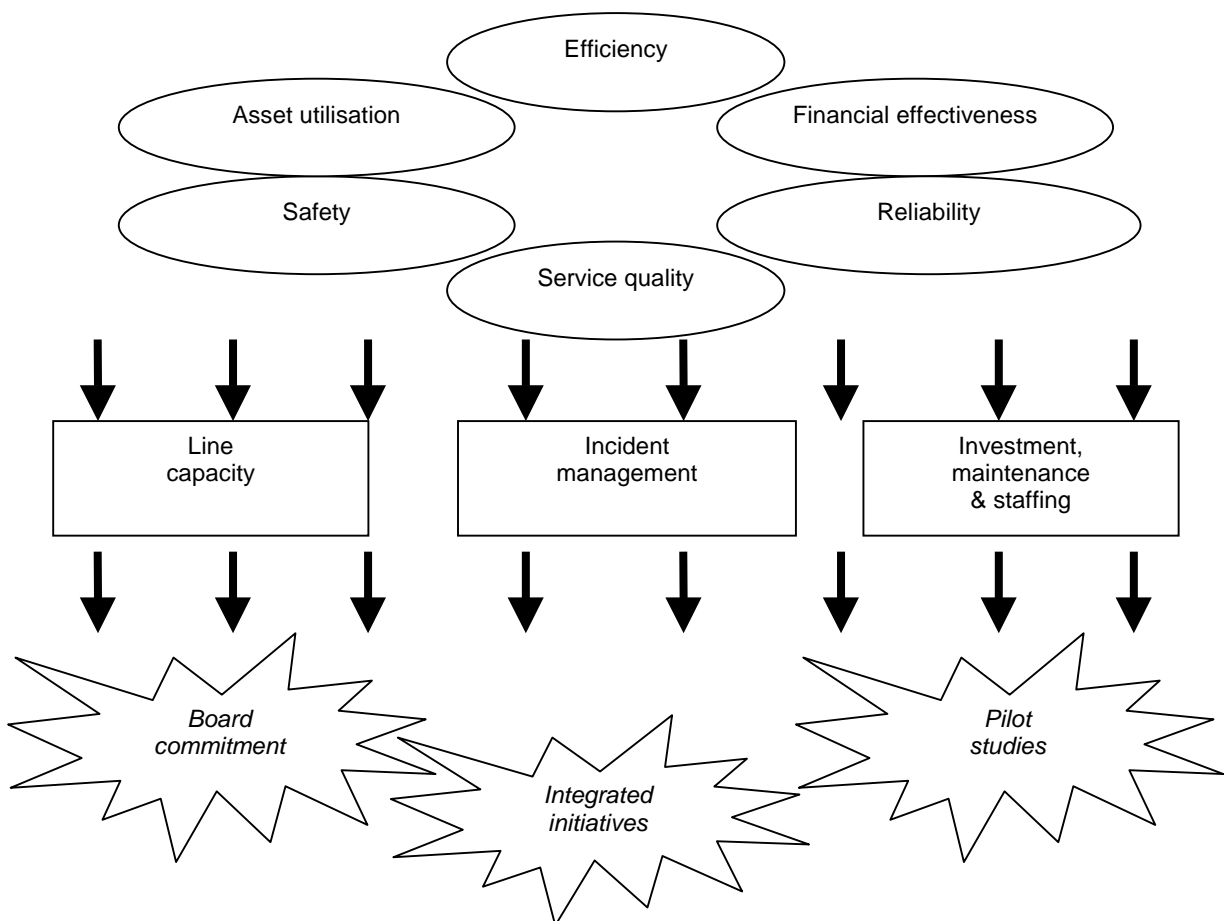 Efficiency
Asset utilisation
Financial effectiveness
Safety
Reliability
Service quality
Line
capacity
Incident
management
Investment,
maintenance
& staffing
Board
commitment
Integrated
initiatives
Pilot
studies